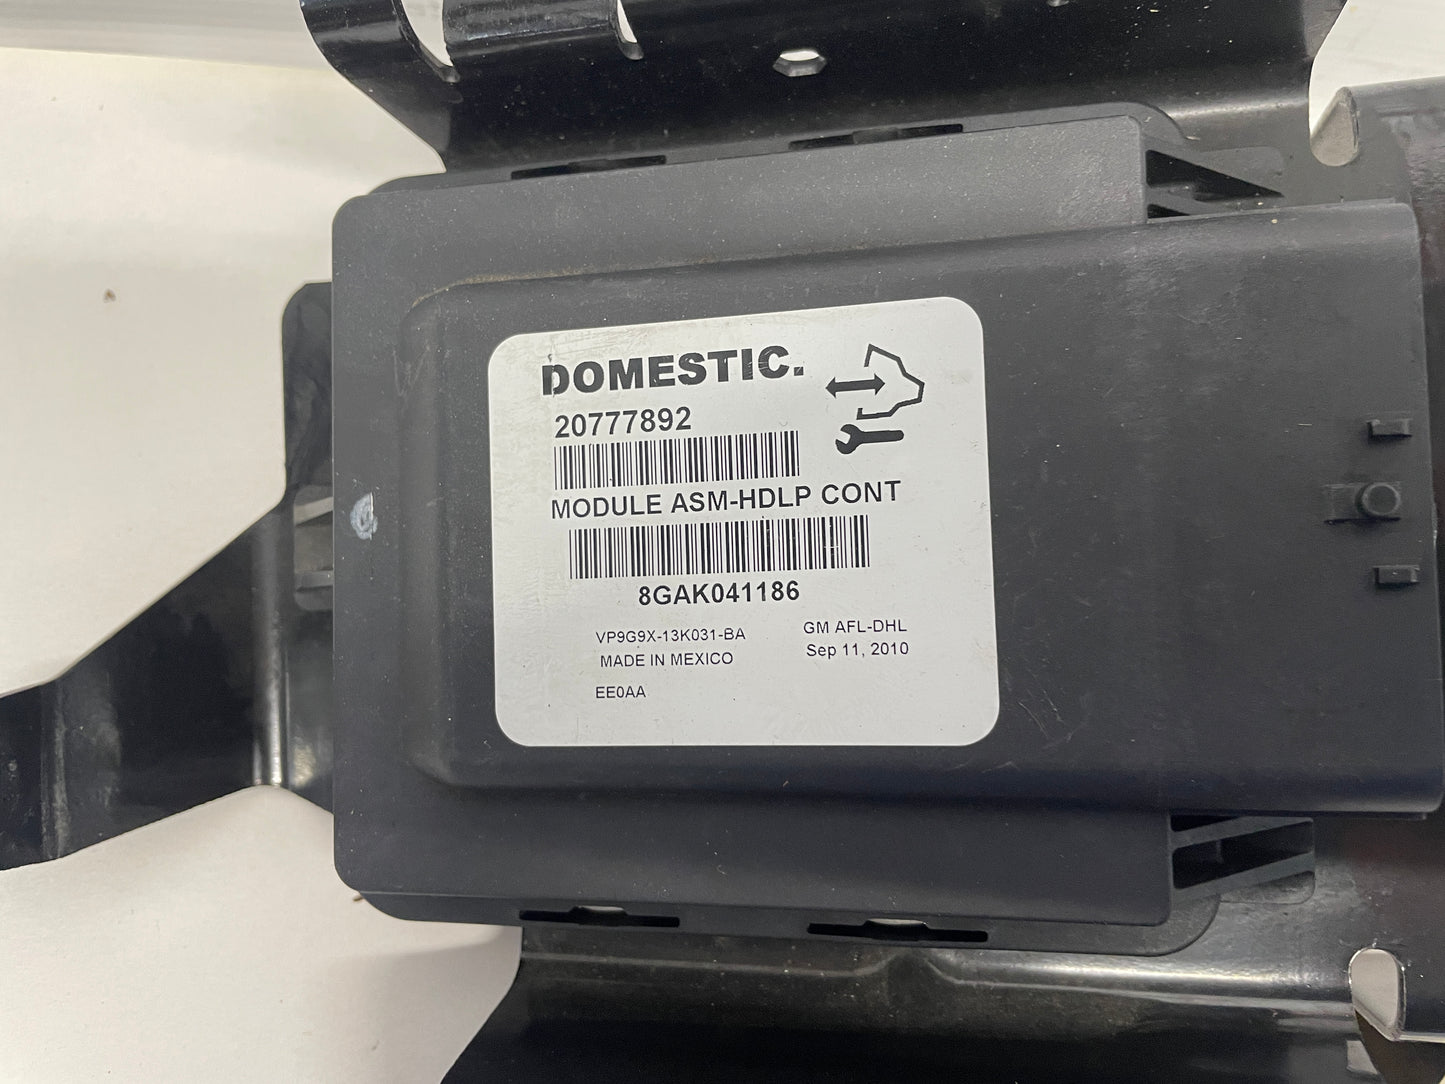 DOMESTIC.
20777892
MODULE ASM-HDLP CONT
8GAK041186
VP9G9X-13K031-BA
MADE IN MEXICO
EE0AA
GM AFL-DHL
Sep 11, 2010